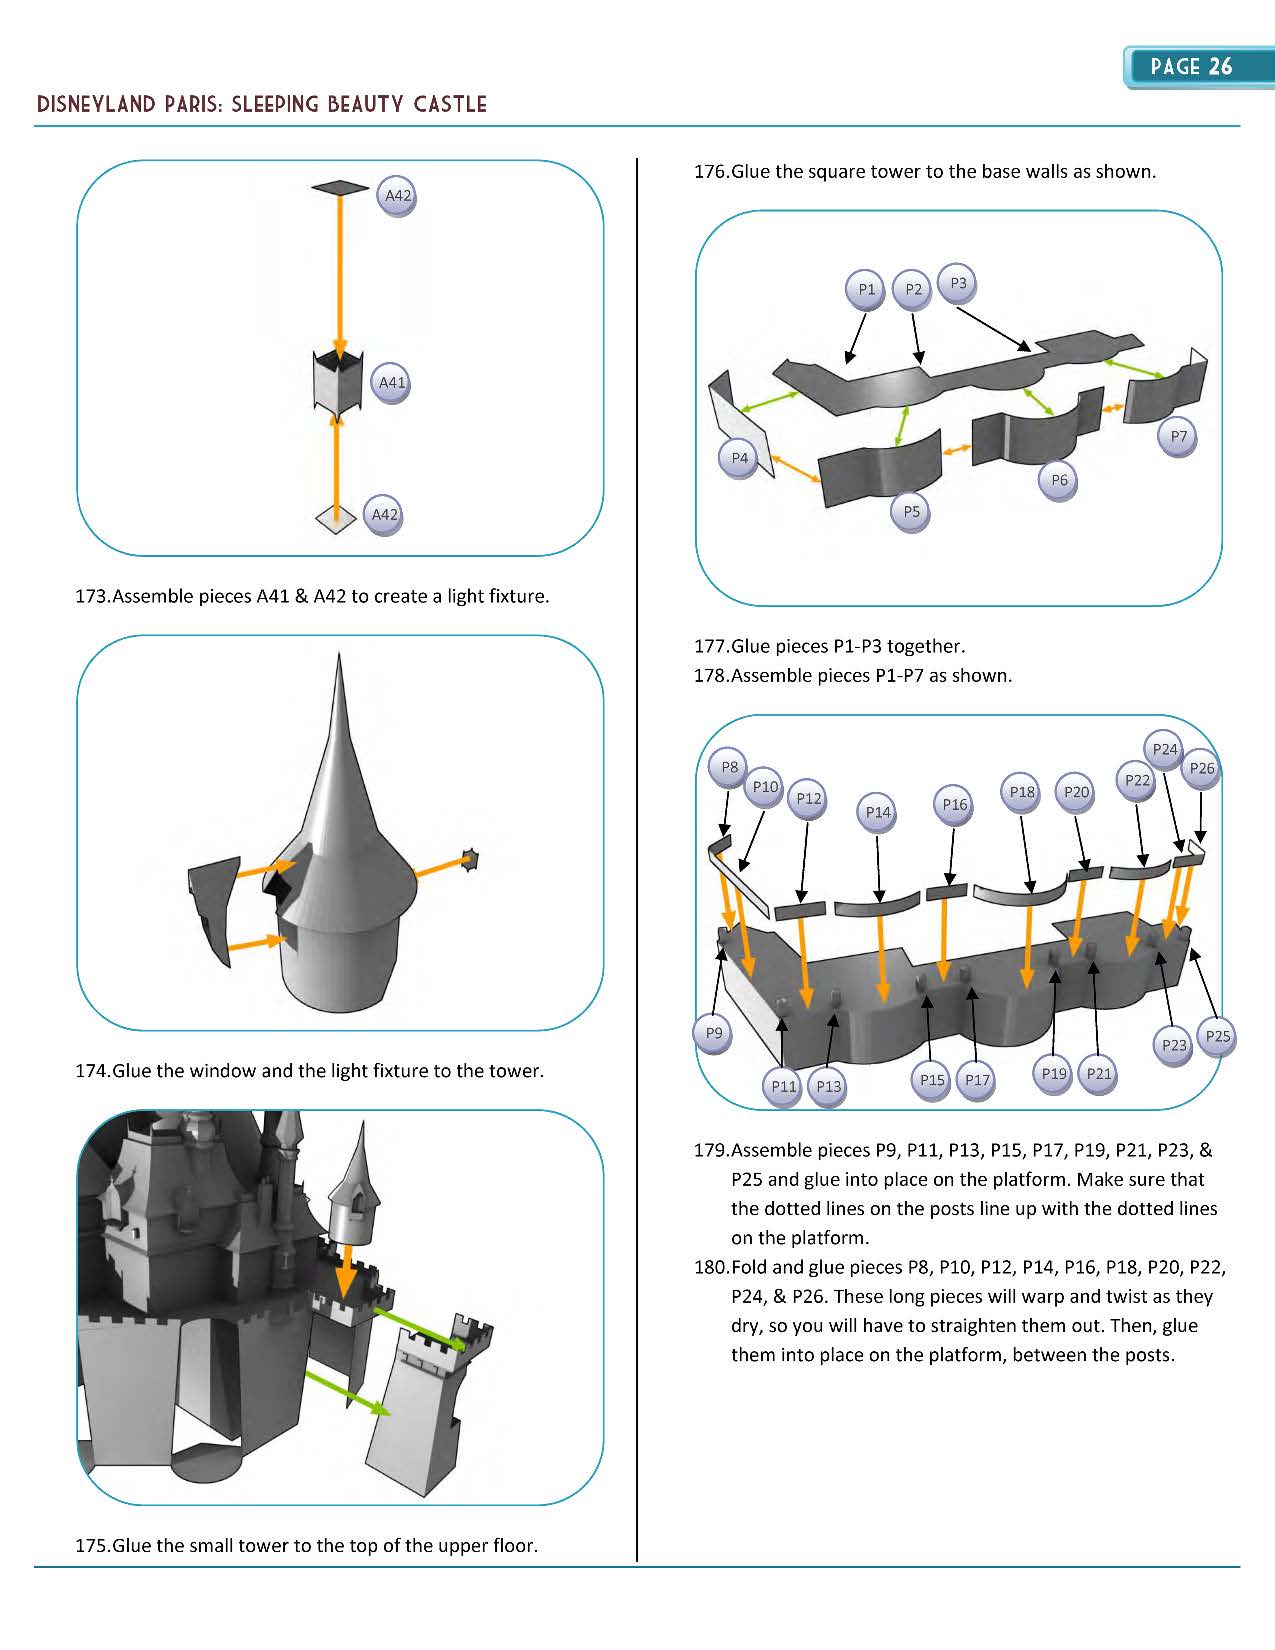 PAGE 26
DISNEYLAND PARIS: SLEEPING BEAUTY CASTLE
A42
A41
A42
173.Assemble pieces A41 & A42 to create a light fixture.
174.Glue the window and the light fixture to the tower.
175.Glue the small tower to the top of the upper floor.
176.Glue the square tower to the base walls as shown.
P1
P2
P3
P4
P5
P6
P7
177.Glue pieces P1-P3 together.
178.Assemble pieces P1-P7 as shown.
P8
P10
P12
P14
P16
P18
P20
P22
P24
P26
P9
P11
P13
P15
P17
P19
P21
P23
P25
179.Assemble pieces P9, P11, P13, P15, P17, P19, P21, P23, &
P25 and glue into place on the platform. Make sure that
the dotted lines on the posts line up with the dotted lines
on the platform.
180.Fold and glue pieces P8, P10, P12, P14, P16, P18, P20, P22,
P24, & P26. These long pieces will warp and twist as they
dry, so you will have to straighten them out. Then, glue
them into place on the platform, between the posts.